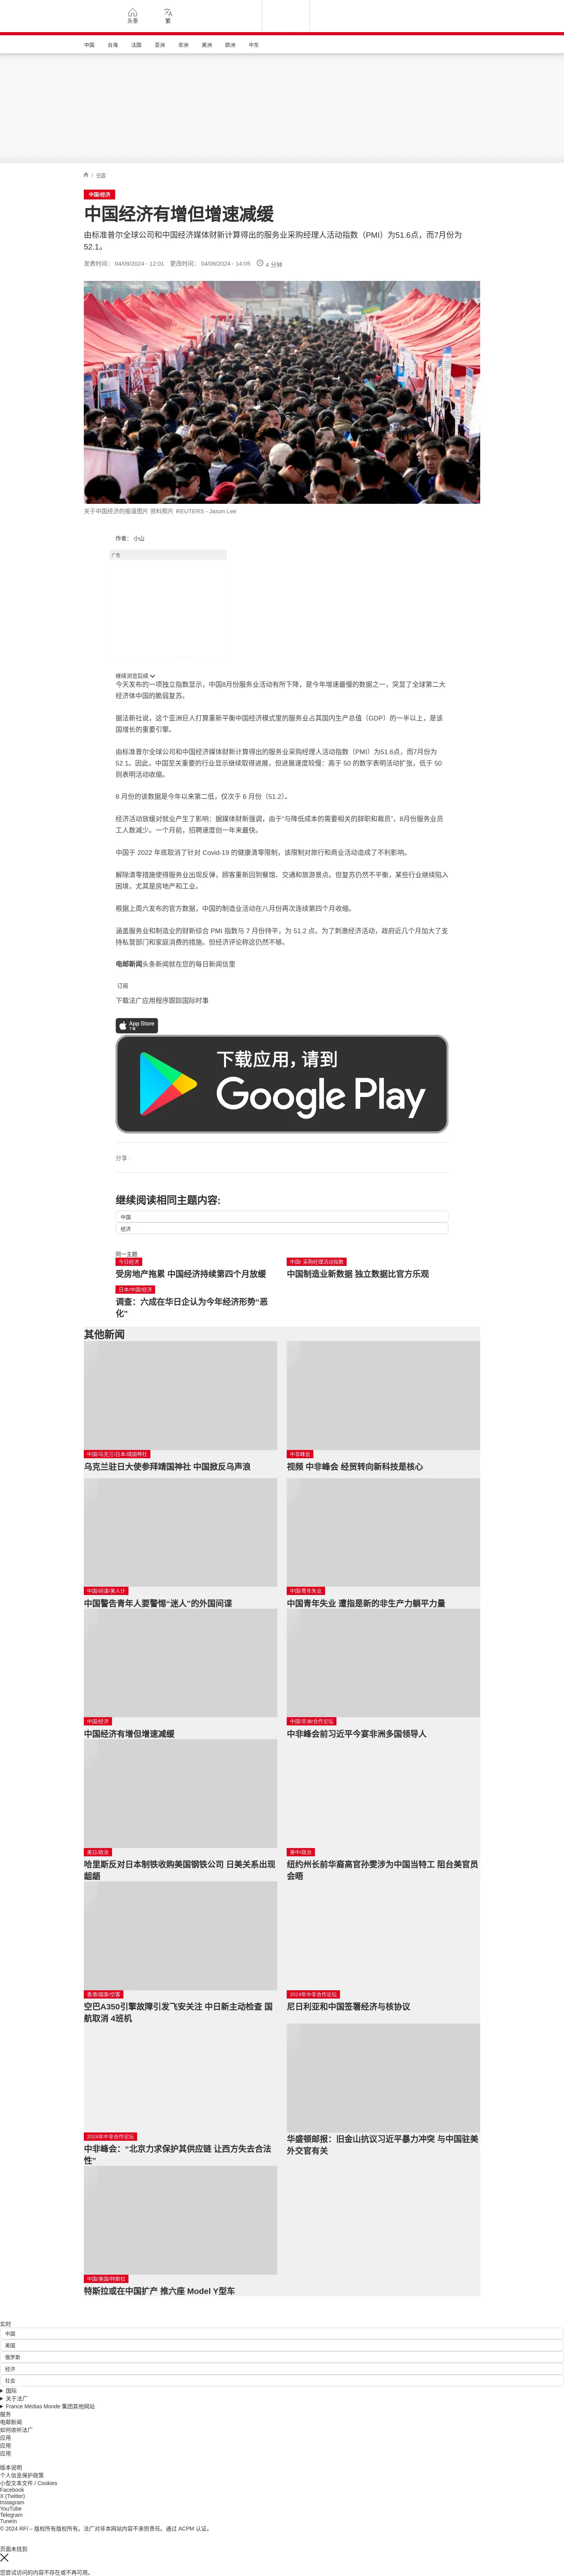 头条
繁
中国
台海
法国
亚洲
非洲
美洲
欧洲
中东
/ 中国
中国/经济
中国经济有增但增速减缓
由标准普尔全球公司和中国经济媒体财新计算得出的服务业采购经理人活动指数（PMI）为51.6点，而7月份为
52.1。
发表时间： 04/09/2024 - 12:01 更改时间： 04/09/2024 - 14:05 4 分钟
关于中国经济的报道图片 资料照片 REUTERS - Jason Lee
作者： 小山
广告
继续浏览后续
今天发布的一项独立指数显示，中国8月份服务业活动有所下降，是今年增速最慢的数据之一，突显了全球第二大
经济体中国的脆弱复苏。
据法新社说，这个亚洲巨人打算重新平衡中国经济模式里的服务业占其国内生产总值（GDP）的一半以上，是该
国增长的重要引擎。
由标准普尔全球公司和中国经济媒体财新计算得出的服务业采购经理人活动指数（PMI）为51.6点，而7月份为
52.1。因此，中国至关重要的行业显示继续取得进展，但进展速度较慢：高于 50 的数字表明活动扩张，低于 50
则表明活动收缩。
8 月份的该数据是今年以来第二低，仅次于 6 月份（51.2）。
经济活动放缓对就业产生了影响：据媒体财新强调，由于“与降低成本的需要相关的辞职和裁员”，8月份服务业员
工人数减少。一个月前，招聘速度创一年来最快。
中国于 2022 年底取消了针对 Covid-19 的健康清零限制，该限制对旅行和商业活动造成了不利影响。
解除清零措施使得服务业出现反弹，顾客重新回到餐馆、交通和旅游景点。但复苏仍然不平衡，某些行业继续陷入
困境，尤其是房地产和工业。
根据上周六发布的官方数据，中国的制造业活动在八月份再次连续第四个月收缩。
涵盖服务业和制造业的财新综合 PMI 指数与 7 月份持平，为 51.2 点。为了刺激经济活动，政府近几个月加大了支
持私营部门和家庭消费的措施。但经济评论称这仍然不够。
电邮新闻头条新闻就在您的每日新闻信里
订阅
下载法广应用程序跟踪国际时事
App Store
下载
下载应用，请到
Google Play
分享 :
继续阅读相同主题内容:
中国
经济
同一主题
今日经济
受房地产拖累 中国经济持续第四个月放缓
中国/ 采购经理活动指数
中国制造业新数据 独立数据比官方乐观
日本/中国/经济
调查：六成在华日企认为今年经济形势“恶
化”
其他新闻
中国/乌克兰/日本/靖国神社
乌克兰驻日大使参拜靖国神社 中国掀反乌声浪
中非峰会
视频 中非峰会 经贸转向新科技是核心
中国/间谍/美人计
中国警告青年人要警惕“迷人”的外国间谍
中国/青年失业
中国青年失业 遭指是新的非生产力躺平力量
中国/经济
中国经济有增但增速减缓
中国/非洲/合作论坛
中非峰会前习近平今宴非洲多国领导人
美日/政治
哈里斯反对日本制铁收购美国钢铁公司 日美关系出现
龃龉
美中/政治
纽约州长前华裔高官孙雯涉为中国当特工 阻台美官员
会晤
香港/国泰/空客
空巴A350引擎故障引发飞安关注 中日新主动检查 国
航取消 4班机
2024年中非合作论坛
尼日利亚和中国签署经济与核协议
2024年中非合作论坛
中非峰会：“北京力求保护其供应链 让西方失去合法
性”
华盛顿邮报：旧金山抗议习近平暴力冲突 与中国驻美
外交官有关
中国/美国/特斯拉
特斯拉或在中国扩产 推六座 Model Y型车
实时
中国
美国
俄罗斯
经济
社会
国际
关于法广
France Médias Monde 集团其他网站
服务
电邮新闻
如何收听法广
应用
应用
应用
版本说明
个人信息保护政策
小型文本文件 / Cookies
Facebook
X (Twitter)
Instagram
YouTube
Telegram
TuneIn
© 2024 RFI – 版权所有版权所有。法广对非本网站内容不承担责任。通过 ACPM 认证。
页面未找到
您尝试访问的内容不存在或不再可用。